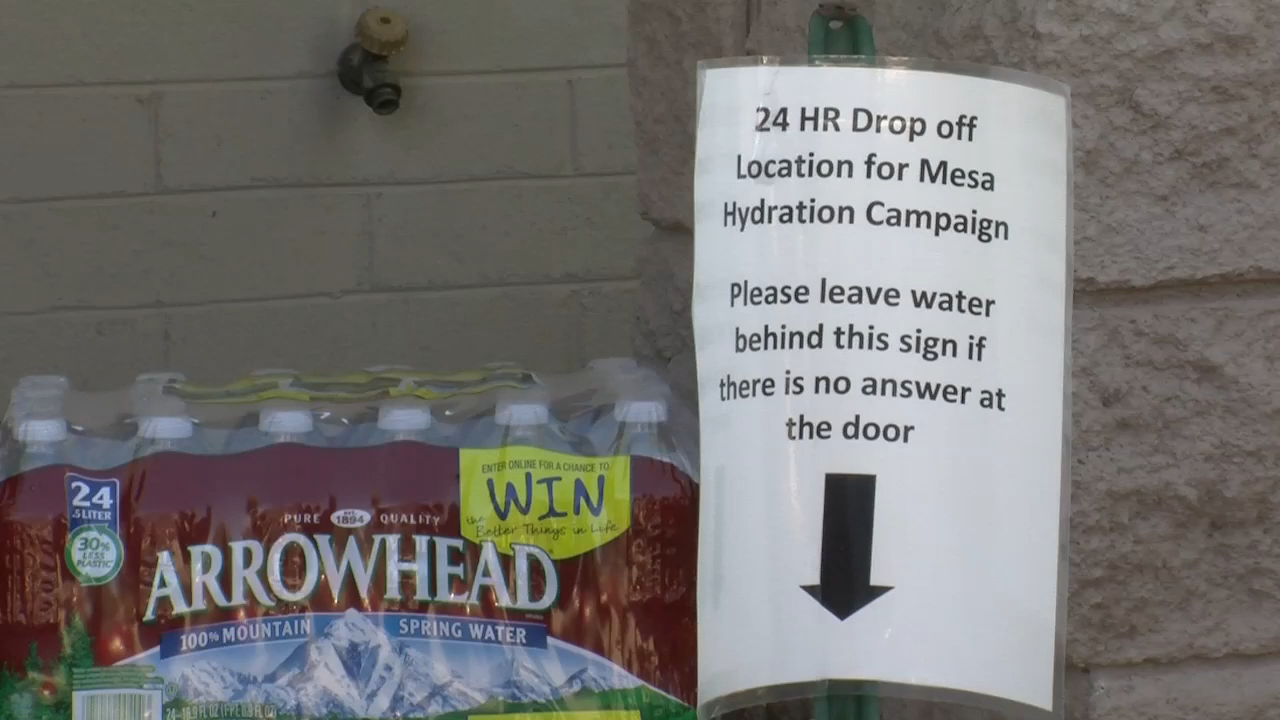 24 HR Drop off
Location for Mesa
Hydration Campaign
Please leave water
behind this sign if
there is no answer at
the door
24
.5 LITER
30%
LESS
PLASTIC
ENTER ONLINE FOR A CHANCE TO
WIN
the
Better Things in Life
PURE EST. 1894 QUALITY
ARROWHEAD
100% MOUNTAIN SPRING WATER